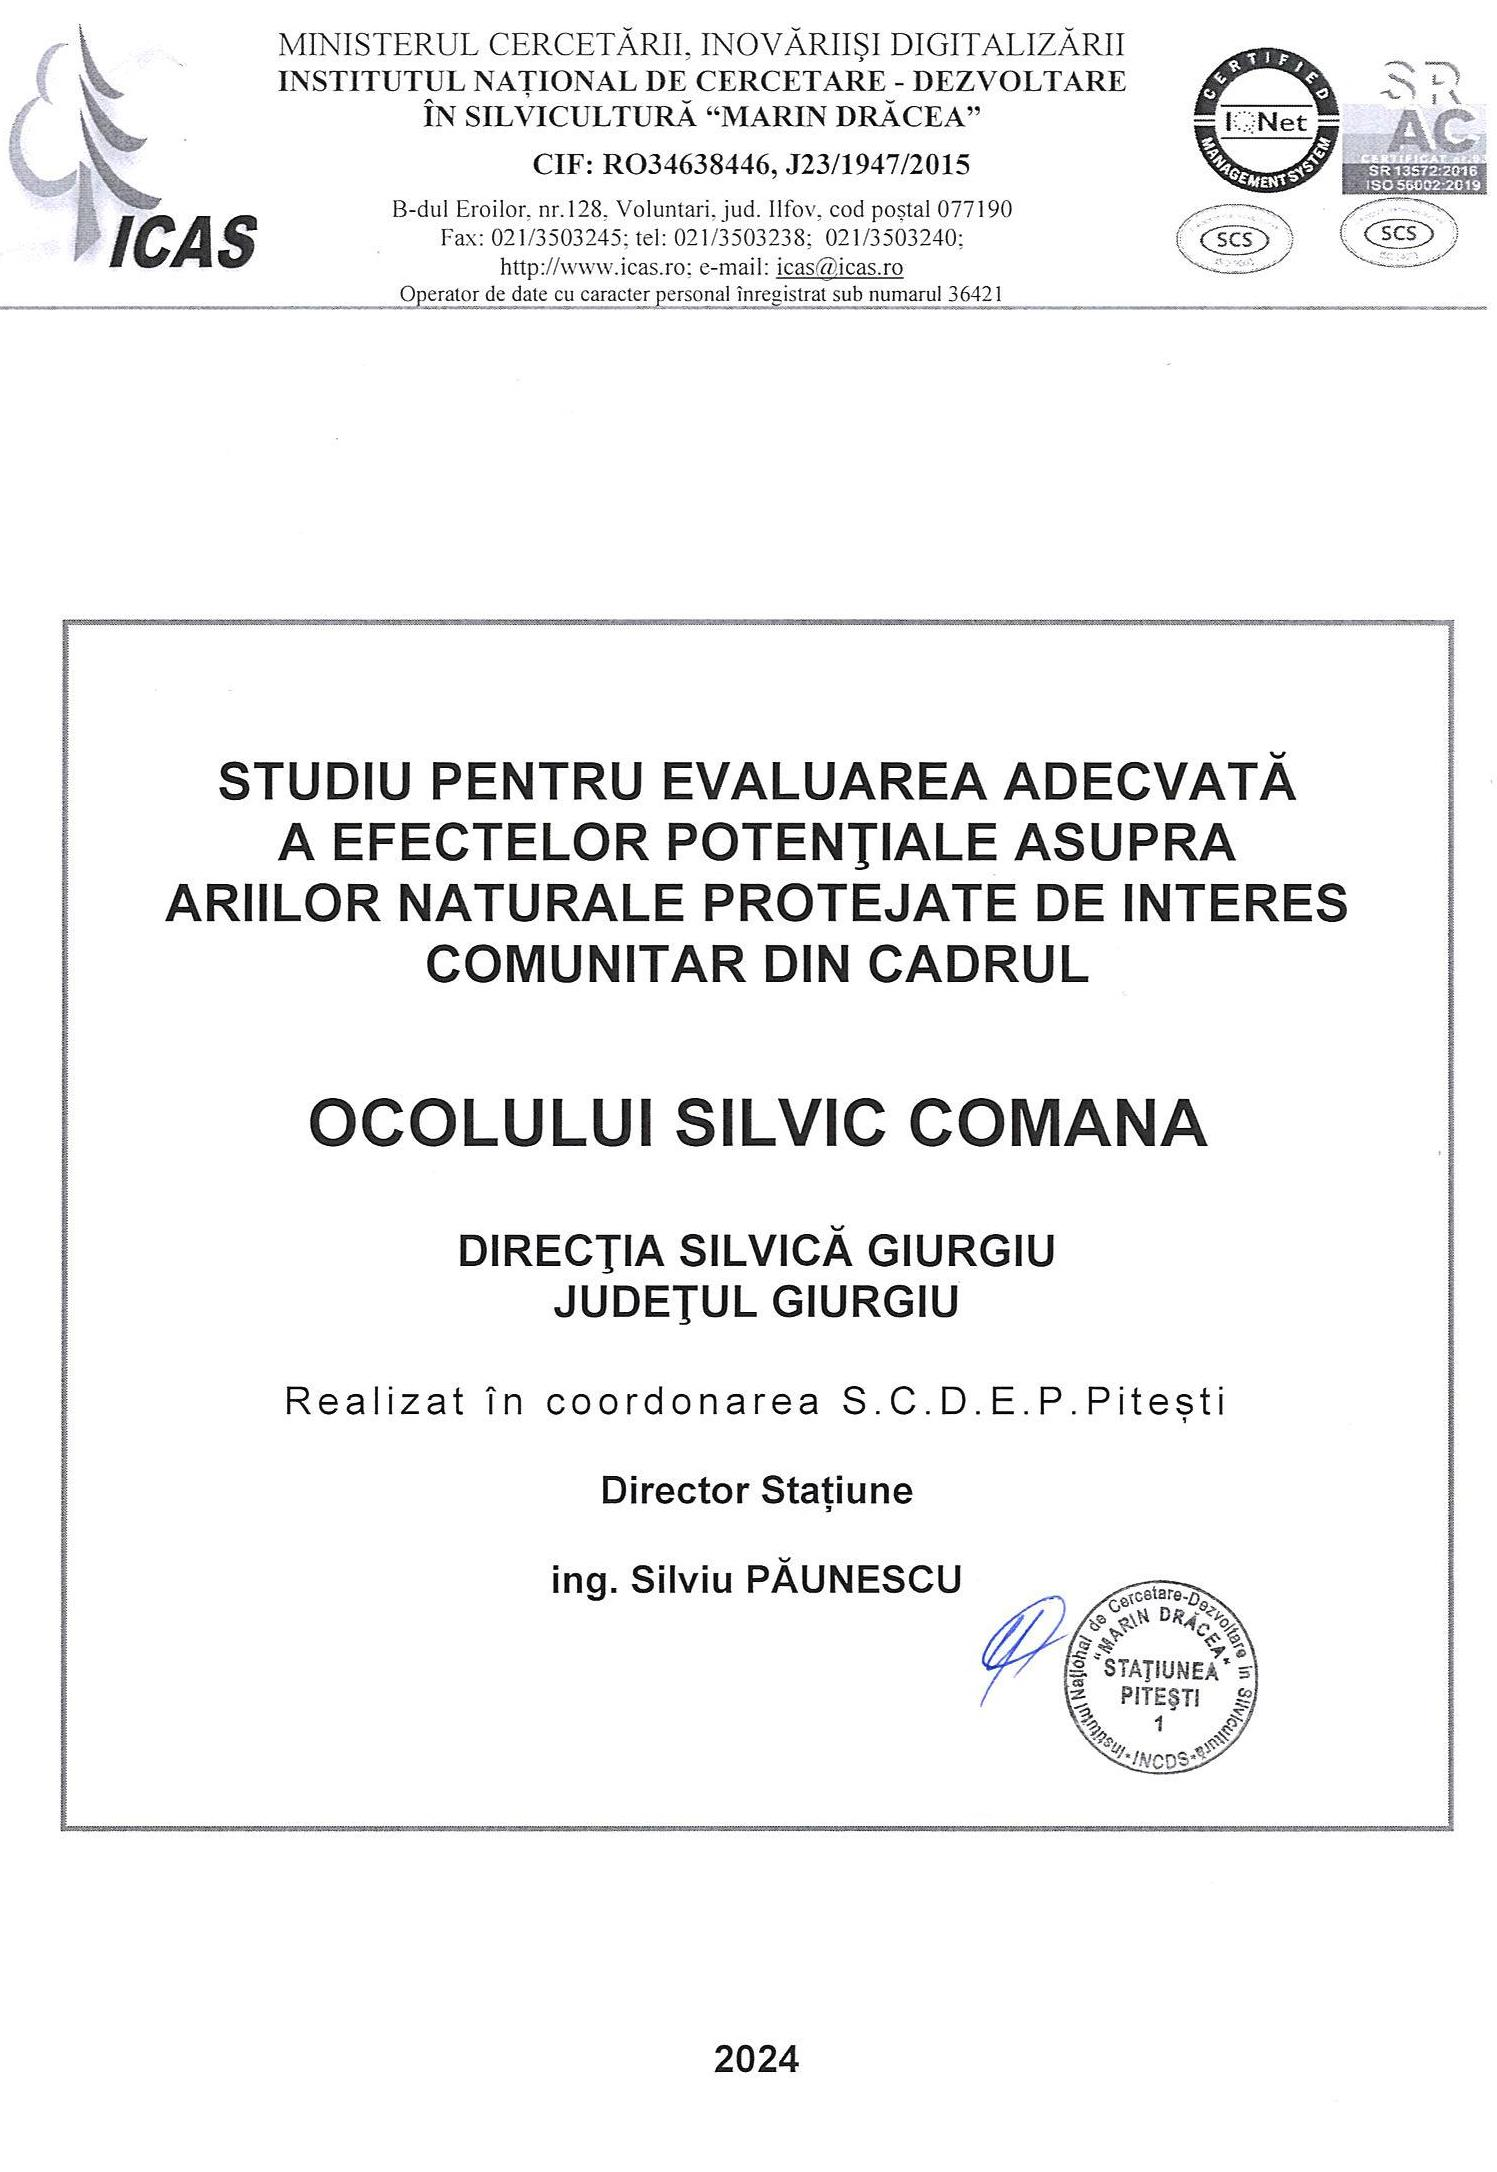 MINISTERUL CERCETĂRII, INOVĂRIIŞI DIGITALIZĂRII
INSTITUTUL NAȚIONAL DE CERCETARE - DEZVOLTARE
ÎN SILVICULTURĂ “MARIN DRĂCEA”
CIF: RO34638446, J23/1947/2015
B-dul Eroilor, nr.128, Voluntari, jud. Ilfov, cod poștal 077190
Fax: 021/3503245; tel: 021/3503238; 021/3503240;
http://www.icas.ro; e-mail: icas@icas.ro
Operator de date cu caracter personal înregistrat sub numarul 36421
ICAS
CERTIFIED
IQNet
MANAGEMENT SYSTEM
SR
AC
SR 13572:2016
ISO 56002:2019
SCS
SCS
STUDIU PENTRU EVALUAREA ADECVATĂ
A EFECTELOR POTENŢIALE ASUPRA
ARIILOR NATURALE PROTEJATE DE INTERES
COMUNITAR DIN CADRUL
OCOLULUI SILVIC COMANA
DIRECŢIA SILVICĂ GIURGIU
JUDEŢUL GIURGIU
Realizat în coordonarea S.C.D.E.P.Pitești
Director Stațiune
ing. Silviu PĂUNESCU
Institutul Naţional de Cercetare-Dezvoltare în Silvicultură
“MARIN DRĂCEA“
STAŢIUNEA
PITEŞTI
1
*INCDS*
2024